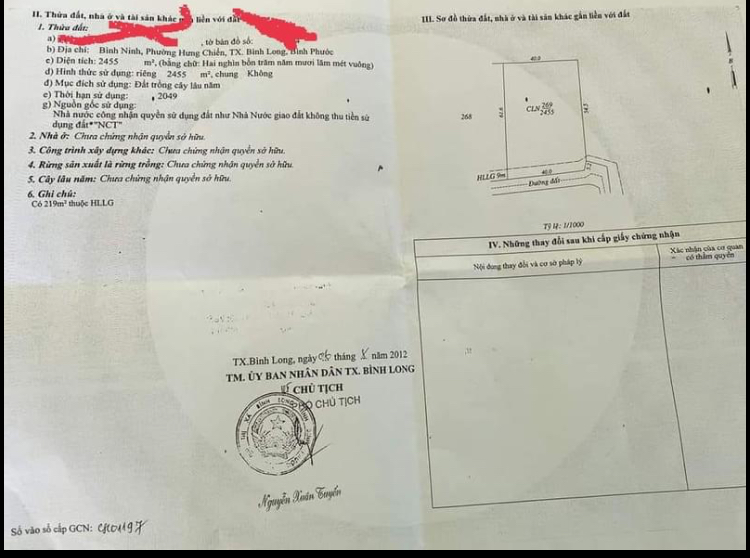 II. Thửa đất, nhà ở và tài sản khác gắn liền với đất
1. Thửa đất:
a) , tờ bản đồ số:
b) Địa chỉ: Bình Ninh, Phường Hưng Chiến, TX. Bình Long, Bình Phước
c) Diện tích: 2455 m², (bằng chữ: Hai nghìn bốn trăm năm mươi lăm mét vuông)
d) Hình thức sử dụng: riêng 2455 m², chung Không
đ) Mục đích sử dụng: Đất trồng cây lâu năm
e) Thời hạn sử dụng: 2049
g) Nguồn gốc sử dụng:
Nhà nước công nhận quyền sử dụng đất như Nhà Nước giao đất không thu tiền sử
dụng đất*"NCT"
2. Nhà ở: Chưa chứng nhận quyền sở hữu.
3. Công trình xây dựng khác: Chưa chứng nhận quyền sở hữu.
4. Rừng sản xuất là rừng trồng: Chưa chứng nhận quyền sở hữu.
5. Cây lâu năm: Chưa chứng nhận quyền sở hữu.
6. Ghi chú:
Có 219m² thuộc HLLG
TX.Bình Long, ngày tháng X năm 2012
TM. ỦY BAN NHÂN DÂN TX. BÌNH LONG
CHỦ TỊCH
CHỦ TỊCH
Nguyễn Xuân Tuyến
Số vào sổ cấp GCN: CH01197
III. Sơ đồ thửa đất, nhà ở và tài sản khác gắn liền với đất
40.0
268
CLN 269
2455
HLLG 9m
40.0
Đường đất
Tỷ lệ: 1/1000
IV. Những thay đổi sau khi cấp giấy chứng nhận
Nội dung thay đổi và cơ sở pháp lý
Xác nhận của cơ quan
có thẩm quyền